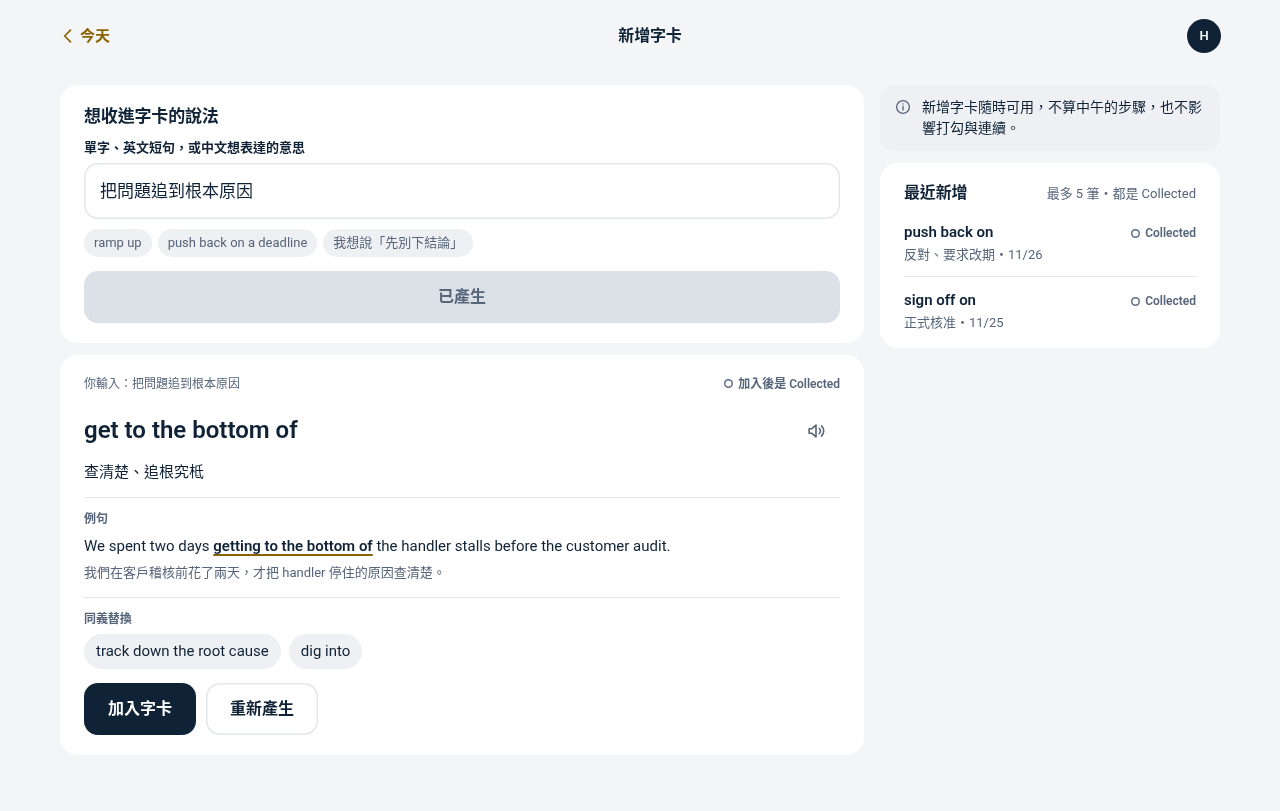 今天
新增字卡
H
想收進字卡的說法
單字、英文短句，或中文想表達的意思
把問題追到根本原因
ramp up
push back on a deadline
我想說「先別下結論」
已產生
你輸入：把問題追到根本原因
加入後是 Collected
get to the bottom of
查清楚、追根究柢
例句
We spent two days getting to the bottom of the handler stalls before the customer audit.
我們在客戶稽核前花了兩天，才把 handler 停住的原因查清楚。
同義替換
track down the root cause
dig into
加入字卡
重新產生
新增字卡隨時可用，不算中午的步驟，也不影
響打勾與連續。
最近新增
最多 5 筆・都是 Collected
push back on
Collected
反對、要求改期・11/26
sign off on
Collected
正式核准・11/25